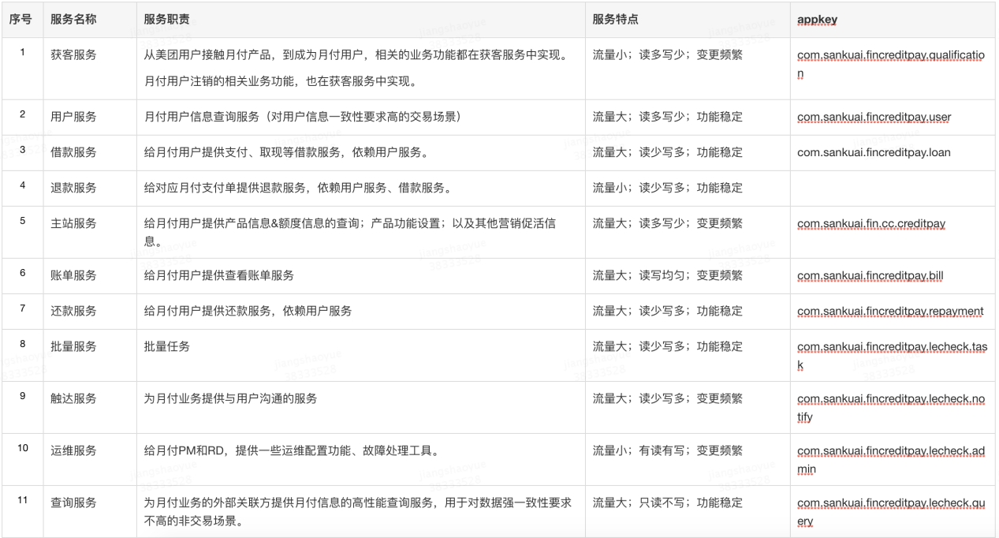 序号 服务名称 服务职责 服务特点 appkey
1 获客服务 从美团用户接触月付产品，到成为月付用户，相关的业务功能都在获客服务中实现。 流量小；读多写少；变更频繁 com.sankuai.fincreditpay.qualificatio
月付用户注销的相关业务功能，也在获客服务中实现。 n
2 用户服务 月付用户信息查询服务（对用户信息一致性要求高的交易场景） 流量大；读多写少；功能稳定 com.sankuai.fincreditpay.user
3 借款服务 给月付用户提供支付、取现等借款服务，依赖用户服务。 流量大；读少写多；功能稳定 com.sankuai.fincreditpay.loan
4 退款服务 给对应月付支付单提供退款服务，依赖用户服务、借款服务。 流量小；读少写多；功能稳定
5 主站服务 给月付用户提供产品信息&额度信息的查询；产品功能设置；以及其他营销促活信 流量大；读多写少；变更频繁 com.sankuai.fin.cc.creditpay
息。
6 账单服务 给月付用户提供查看账单服务 流量大；读写均匀；变更频繁 com.sankuai.fincreditpay.bill
7 还款服务 给月付用户提供还款服务，依赖用户服务 流量大；读少写多；功能稳定 com.sankuai.fincreditpay.repayment
8 批量服务 批量任务 流量大；读少写多；功能稳定 com.sankuai.fincreditpay.lecheck.tas
k
9 触达服务 为月付业务提供与用户沟通的服务 流量大；读少写多；变更频繁 com.sankuai.fincreditpay.lecheck.no
tify
10 运维服务 给月付PM和RD，提供一些运维配置功能、故障处理工具。 流量小；有读有写；变更频繁 com.sankuai.fincreditpay.lecheck.ad
min
11 查询服务 为月付业务的外部关联方提供月付信息的高性能查询服务，用于对数据强一致性要求 流量大；只读不写；功能稳定 com.sankuai.fincreditpay.lecheck.qu
不高的非交易场景。 ery
jiangshaoyue
38333528